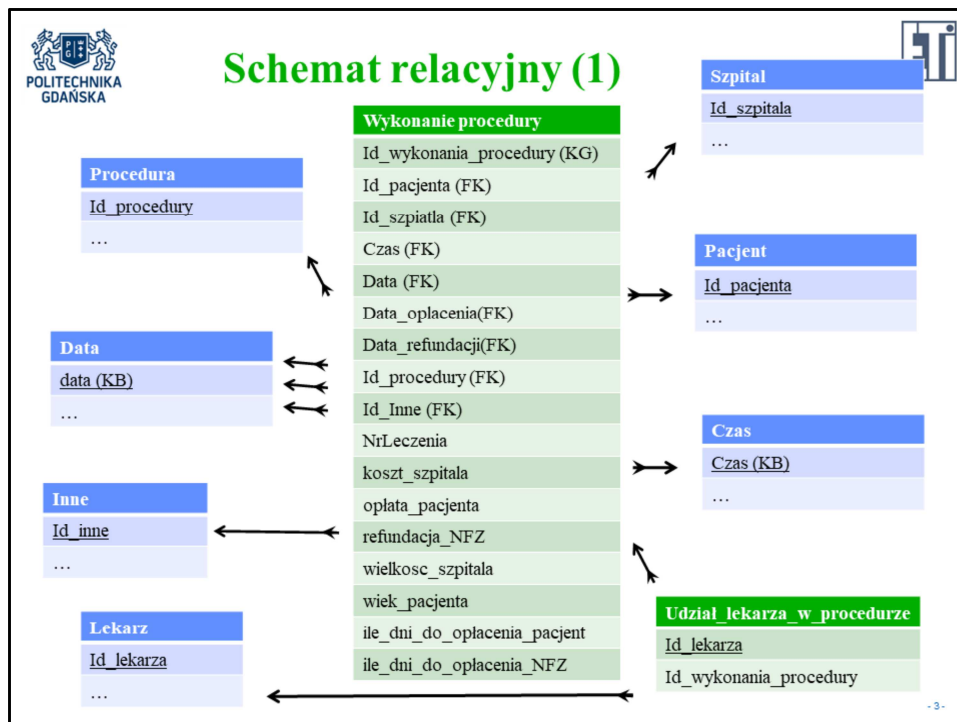 POLITECHNIKA
GDAŃSKA
Schemat relacyjny (1)
ETI
Wykonanie procedury
Id_wykonania_procedury (KG)
Id_pacjenta (FK)
Id_szpiatla (FK)
Czas (FK)
Data (FK)
Data_oplacenia(FK)
Data_refundacji(FK)
Id_procedury (FK)
Id_Inne (FK)
NrLeczenia
koszt_szpitala
opłata_pacjenta
refundacja_NFZ
wielkosc_szpitala
wiek_pacjenta
ile_dni_do_opłacenia_pacjent
ile_dni_do_opłacenia_NFZ
Procedura
Id_procedury
…
Data
data (KB)
…
Inne
Id_inne
…
Lekarz
Id_lekarza
…
Szpital
Id_szpitala
…
Pacjent
Id_pacjenta
…
Czas
Czas (KB)
…
Udział_lekarza_w_procedurze
Id_lekarza
Id_wykonania_procedury
- 3 -